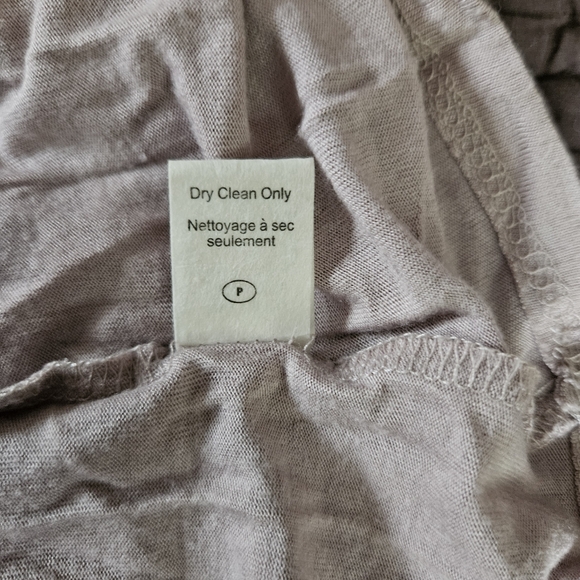 Dry Clean Only
Nettoyage à sec
seulement
P